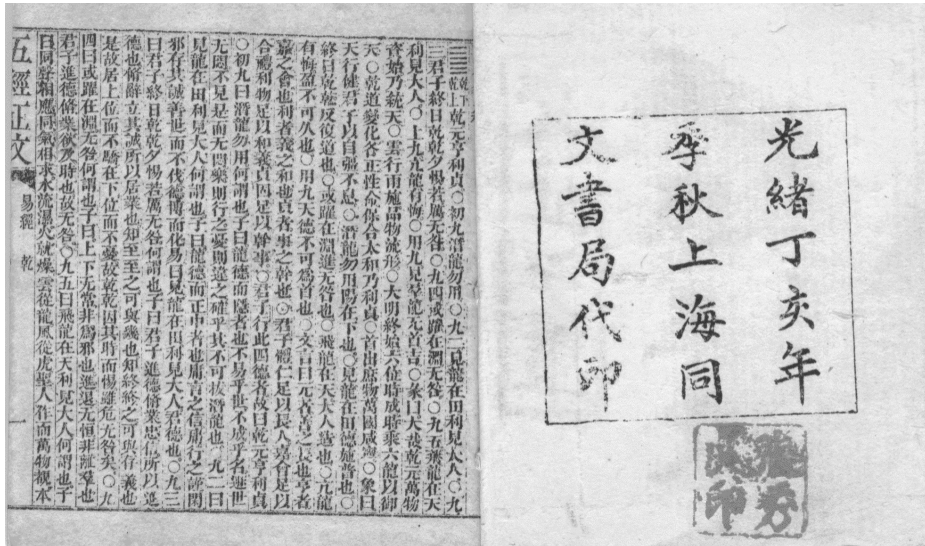 光緒丁亥年
季秋上海同
文書局代印
䷀乾下乾上乾元亨利貞○初九潛龍勿用○九二見龍在田利見大人○九
三君子終日乾乾夕惕若厲无咎○九四或躍在淵无咎○九五飛龍在天
利見大人○上九亢龍有悔○用九見羣龍无首吉○彖曰大哉乾元萬物
資始乃統天○雲行雨施品物流形○大明終始六位時成時乘六龍以御
天○乾道變化各正性命保合太和乃利貞○首出庶物萬國咸寧○象曰
天行健君子以自彊不息○潛龍勿用陽在下也○見龍在田德施普也○
終日乾乾反復道也○或躍在淵進无咎也○飛龍在天大人造也○亢龍
有悔盈不可久也○用九天德不可爲首也○文言曰元者善之長也亨者
嘉之會也利者義之和也貞者事之幹也○君子體仁足以長人嘉會足以
合禮利物足以和義貞固足以幹事○君子行此四德者故曰乾元亨利貞
○初九曰潛龍勿用何謂也子曰龍德而隱者也不易乎世不成乎名遯世
无悶不見是而无悶樂則行之憂則違之確乎其不可拔潛龍也○九二曰
見龍在田利見大人何謂也子曰龍德而正中者也庸言之信庸行之謹閑
邪存其誠善世而不伐德博而化易曰見龍在田利見大人君德也○九三
曰君子終日乾乾夕惕若厲无咎何謂也子曰君子進德修業忠信所以進
德也修辭立其誠所以居業也知至至之可與幾也知終終之可與存義也
是故居上位而不驕在下位而不憂故乾乾因其時而惕雖危无咎矣○九
四曰或躍在淵无咎何謂也子曰上下无常非爲邪也進退无恒非離羣也
君子進德修業欲及時也故无咎○九五曰飛龍在天利見大人何謂也子
曰同聲相應同氣相求水流濕火就燥雲從龍風從虎聖人作而萬物覩本
五經正文 易經 乾 一